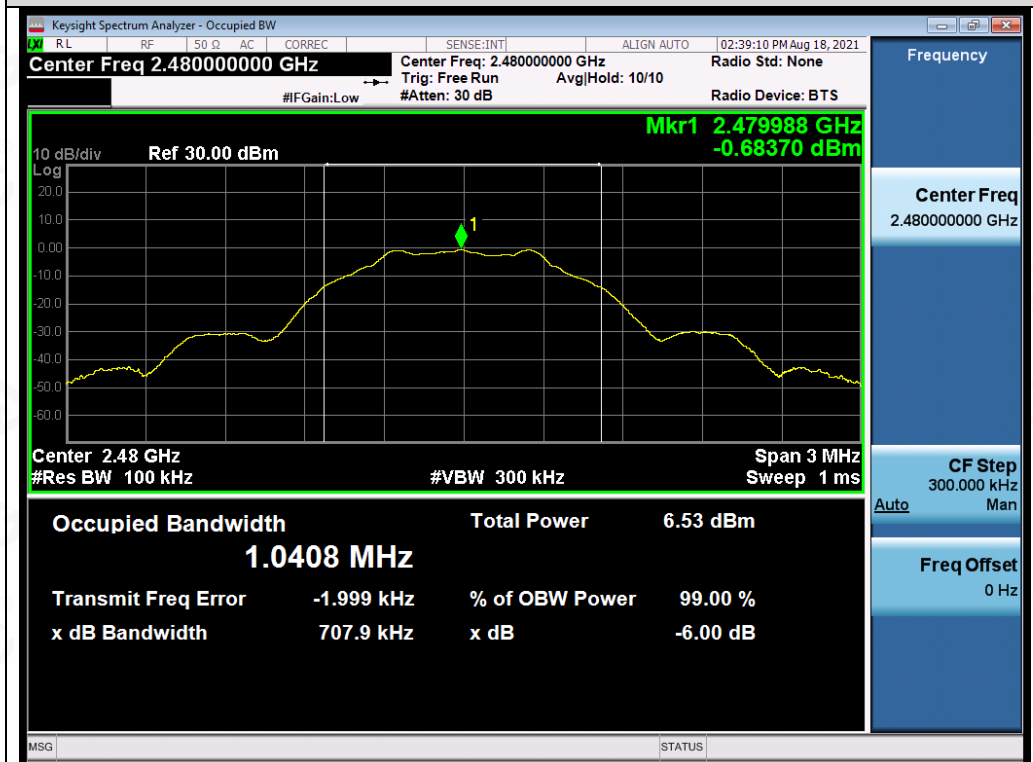 Keysight Spectrum Analyzer - Occupied BW
LXI RL RF 50 Ω AC CORREC SENSE:INT ALIGN AUTO 02:39:10 PM Aug 18, 2021
Center Freq 2.480000000 GHz
Center Freq: 2.480000000 GHz Radio Std: None
Trig: Free Run Avg|Hold: 10/10
#IFGain:Low #Atten: 30 dB Radio Device: BTS
Frequency
Mkr1 2.479988 GHz
10 dB/div Ref 30.00 dBm -0.68370 dBm
Log
20.0
10.0
1
0.00
-10.0
-20.0
-30.0
-40.0
-50.0
-60.0
Center 2.48 GHz Span 3 MHz
#Res BW 100 kHz #VBW 300 kHz Sweep 1 ms
Center Freq
2.480000000 GHz
CF Step
300.000 kHz
Auto Man
Freq Offset
0 Hz
Occupied Bandwidth Total Power 6.53 dBm
1.0408 MHz
Transmit Freq Error -1.999 kHz % of OBW Power 99.00 %
x dB Bandwidth 707.9 kHz x dB -6.00 dB
MSG STATUS